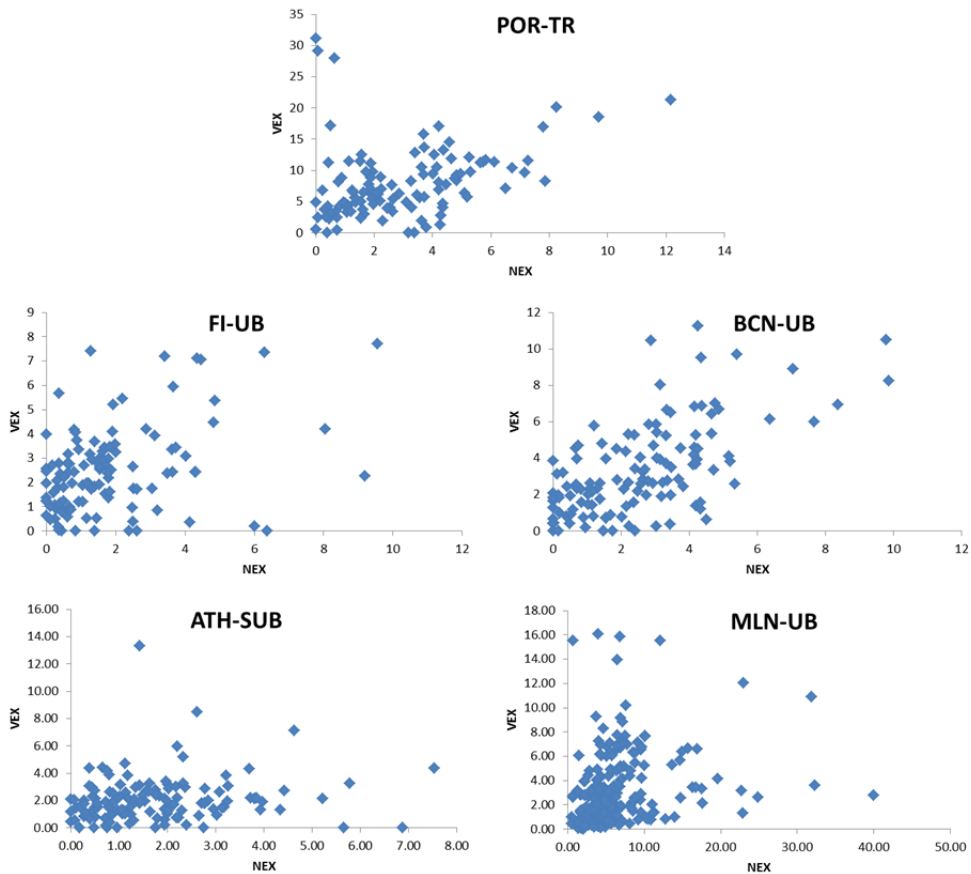 POR-TR
35
30
25
20
15
10
5
0
VEX
0 2 4 6 8 10 12 14
NEX
FI-UB
9
8
7
6
5
4
3
2
1
0
VEX
0 2 4 6 8 10 12
NEX
BCN-UB
12
10
8
6
4
2
0
VEX
0 2 4 6 8 10 12
NEX
ATH-SUB
16.00
14.00
12.00
10.00
8.00
6.00
4.00
2.00
0.00
VEX
0.00 1.00 2.00 3.00 4.00 5.00 6.00 7.00 8.00
NEX
MLN-UB
18.00
16.00
14.00
12.00
10.00
8.00
6.00
4.00
2.00
0.00
VEX
0.00 10.00 20.00 30.00 40.00 50.00
NEX